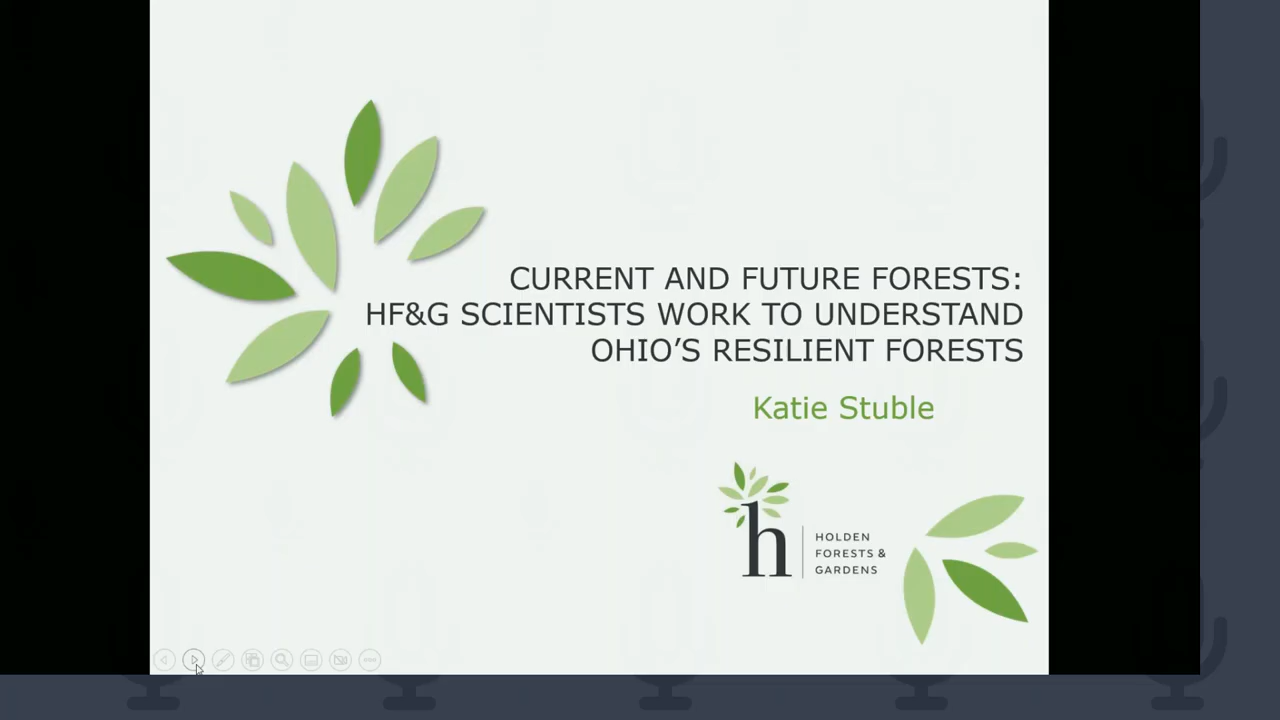 CURRENT AND FUTURE FORESTS:
HF&G SCIENTISTS WORK TO UNDERSTAND
OHIO'S RESILIENT FORESTS
Katie Stuble
h
HOLDEN
FORESTS &
GARDENS